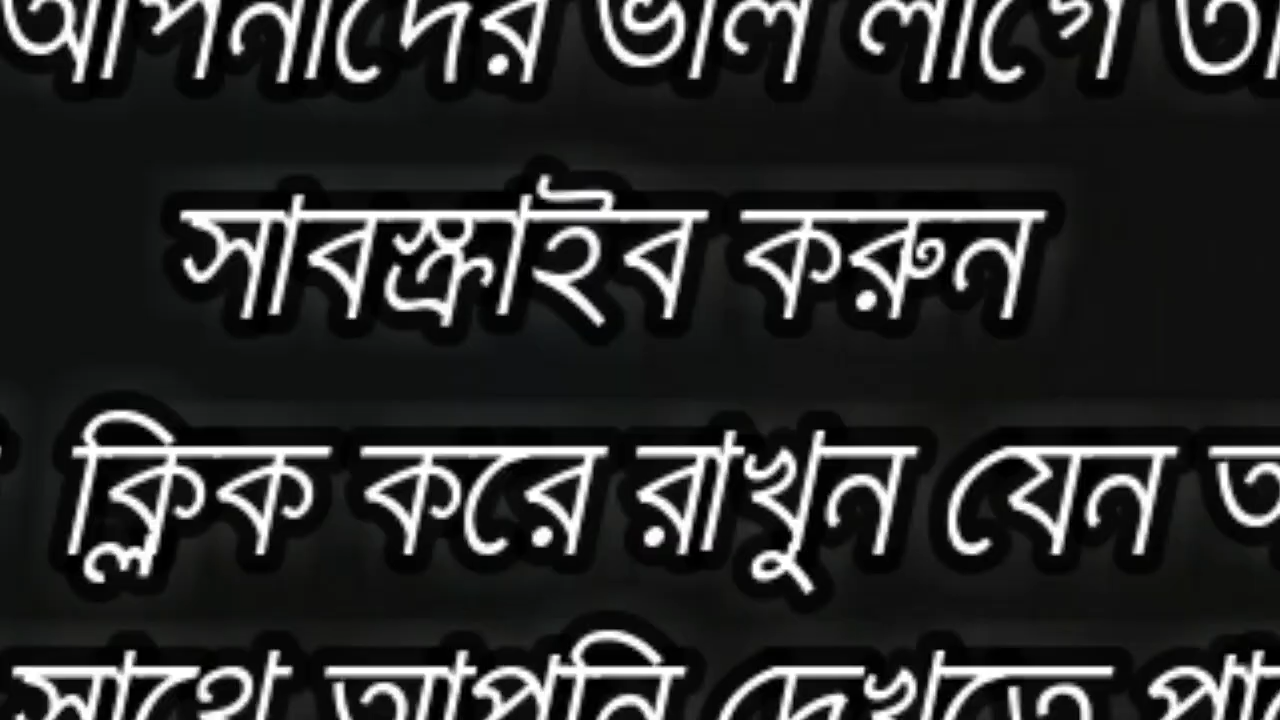 আপনাদের ভাল লাগে
সাবস্ক্রাইব করুন
ক্লিক করে রাখুন যেন
সাথে আপনি দেখতে